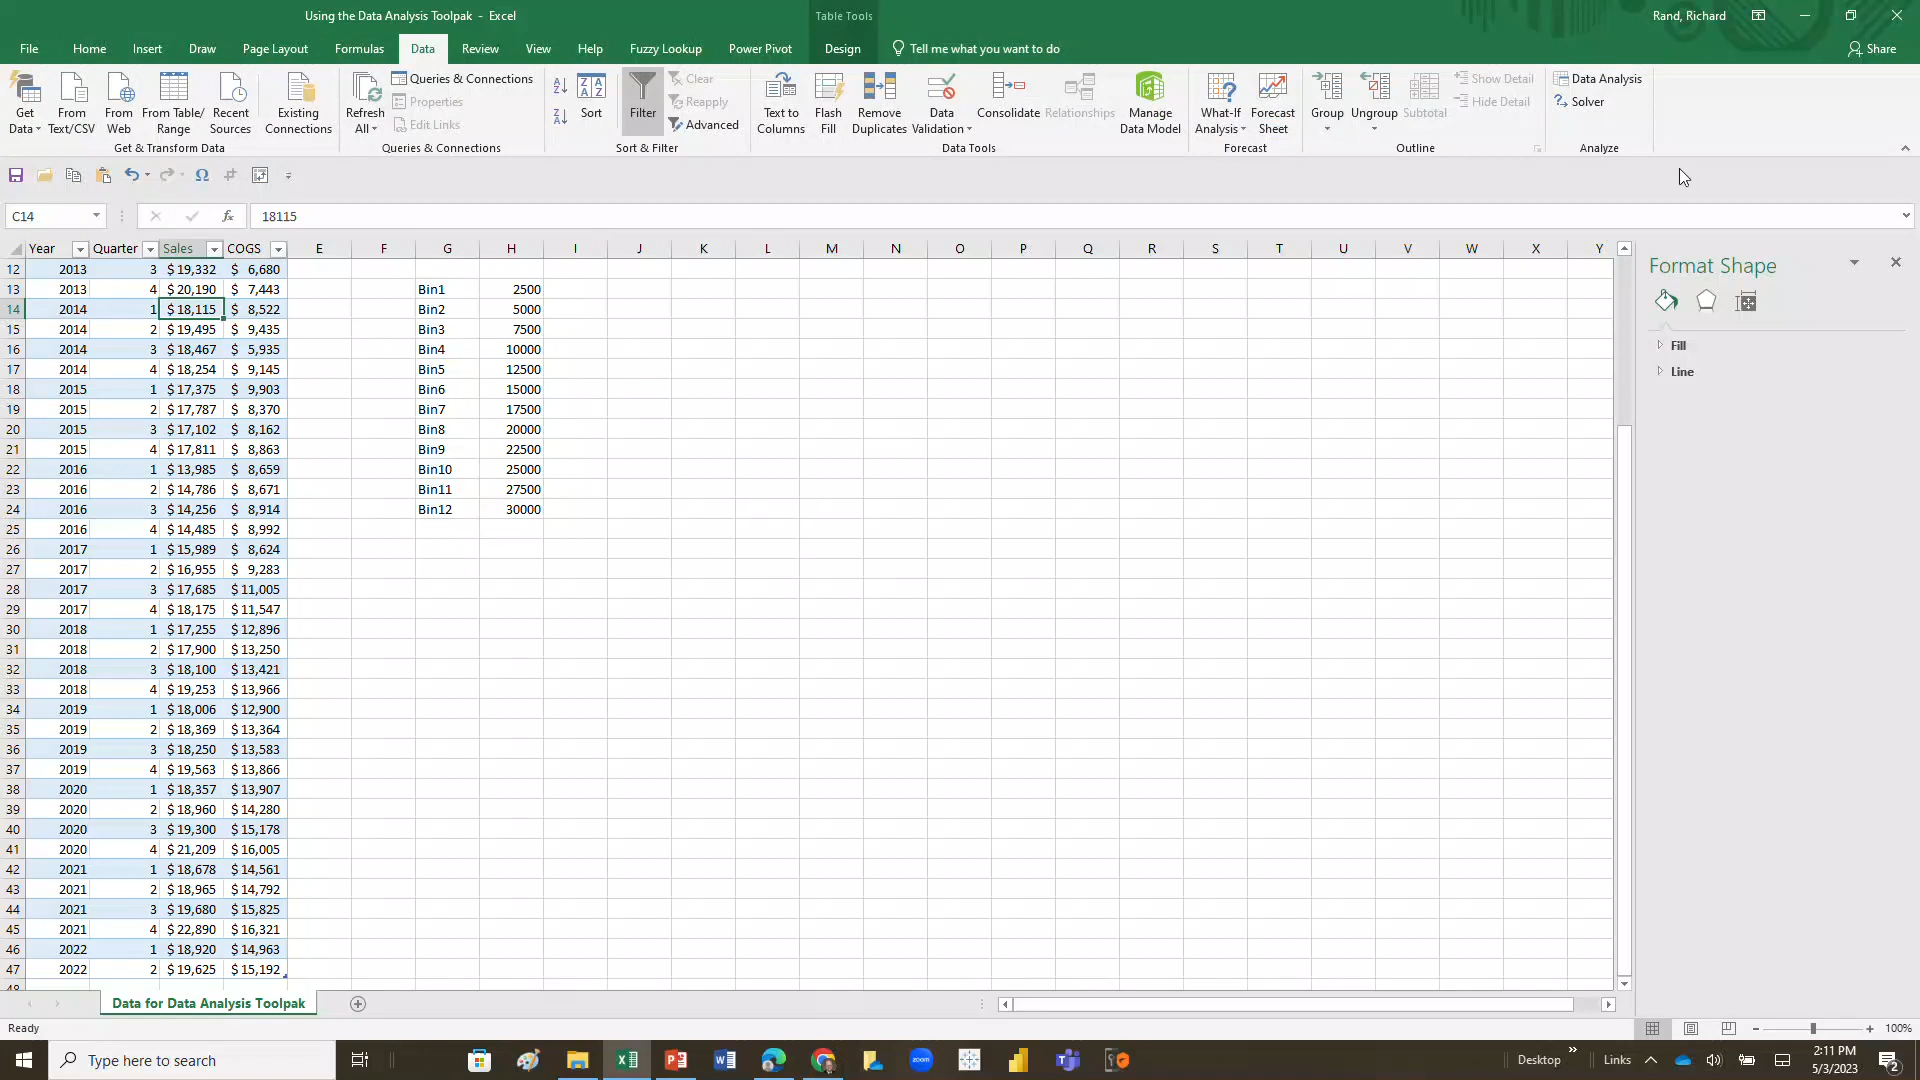 Using the Data Analysis Toolpak - Excel
Table Tools
Rand, Richard
File Home Insert Draw Page Layout Formulas Data Review View Help Fuzzy Lookup Power Pivot Design Tell me what you want to do Share
Get Data
From Text/CSV
From Web
From Table/ Range
Recent Sources
Existing Connections
Get & Transform Data
Refresh All
Queries & Connections
Properties
Edit Links
Queries & Connections
Sort
Filter
Clear
Reapply
Advanced
Sort & Filter
Text to Columns
Flash Fill
Remove Duplicates
Data Validation
Consolidate
Relationships
Manage Data Model
Data Tools
What-If Analysis
Forecast Sheet
Forecast
Group
Ungroup
Subtotal
Show Detail
Hide Detail
Outline
Data Analysis
Solver
Analyze
C14 fx 18115
Year Quarter Sales COGS E F G H I J K L M N O P Q R S T U V W X Y
12 2013 3 $ 19,332 $ 6,680
13 2013 4 $ 20,190 $ 7,443 Bin1 2500
14 2014 1 $ 18,115 $ 8,522 Bin2 5000
15 2014 2 $ 19,495 $ 9,435 Bin3 7500
16 2014 3 $ 18,467 $ 5,935 Bin4 10000
17 2014 4 $ 18,254 $ 9,145 Bin5 12500
18 2015 1 $ 17,375 $ 9,903 Bin6 15000
19 2015 2 $ 17,787 $ 8,370 Bin7 17500
20 2015 3 $ 17,102 $ 8,162 Bin8 20000
21 2015 4 $ 17,811 $ 8,863 Bin9 22500
22 2016 1 $ 13,985 $ 8,659 Bin10 25000
23 2016 2 $ 14,786 $ 8,671 Bin11 27500
24 2016 3 $ 14,256 $ 8,914 Bin12 30000
25 2016 4 $ 14,485 $ 8,992
26 2017 1 $ 15,989 $ 8,624
27 2017 2 $ 16,955 $ 9,283
28 2017 3 $ 17,685 $ 11,005
29 2017 4 $ 18,175 $ 11,547
30 2018 1 $ 17,255 $ 12,896
31 2018 2 $ 17,900 $ 13,250
32 2018 3 $ 18,100 $ 13,421
33 2018 4 $ 19,253 $ 13,966
34 2019 1 $ 18,006 $ 12,900
35 2019 2 $ 18,369 $ 13,364
36 2019 3 $ 18,250 $ 13,583
37 2019 4 $ 19,563 $ 13,866
38 2020 1 $ 18,357 $ 13,907
39 2020 2 $ 18,960 $ 14,280
40 2020 3 $ 19,300 $ 15,178
41 2020 4 $ 21,209 $ 16,005
42 2021 1 $ 18,678 $ 14,561
43 2021 2 $ 18,965 $ 14,792
44 2021 3 $ 19,680 $ 15,825
45 2021 4 $ 22,890 $ 16,321
46 2022 1 $ 18,920 $ 14,963
47 2022 2 $ 19,625 $ 15,192
48
Format Shape
Fill
Line
Data for Data Analysis Toolpak
Ready
100%
Type here to search
zoom
Desktop
Links
2:11 PM
5/3/2023
2